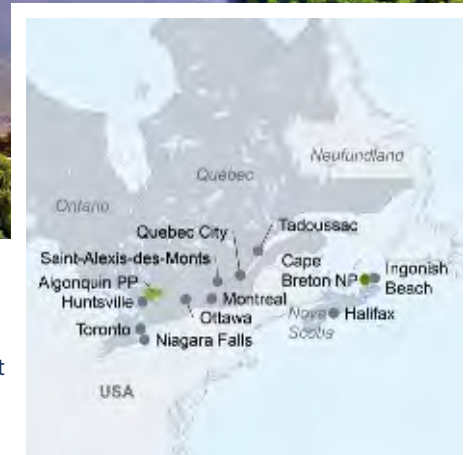 Neufundland
Québec
Ontario
Tadoussac
Quebec City
Saint-Alexis-des-Monts
Cape
Breton NP
Ingonish
Beach
Algonquin PP
Huntsville
Montreal
Ottawa
Nova
Scotia
Halifax
Toronto
Niagara Falls
t
USA